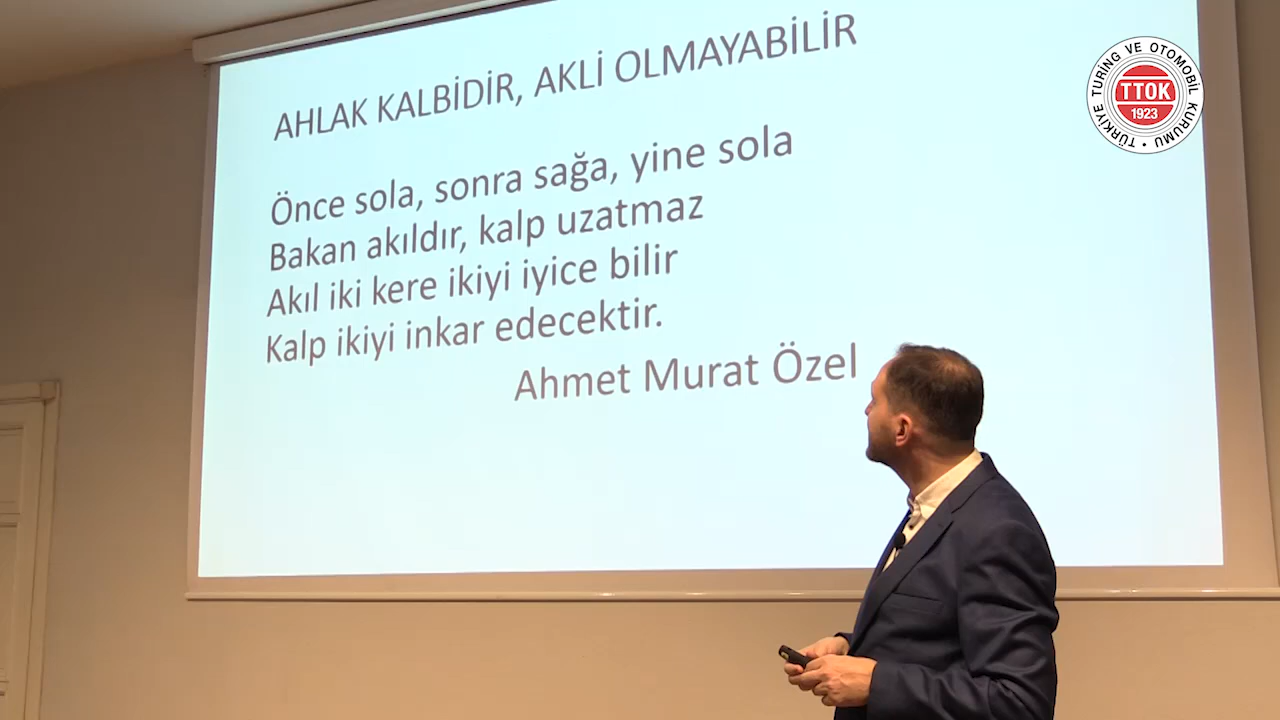 AHLAK KALBİDİR, AKLİ OLMAYABİLİR
Önce sola, sonra sağa, yine sola
Bakan akıldır, kalp uzatmaz
Akıl iki kere ikiyi iyice bilir
Kalp ikiyi inkar edecektir.
Ahmet Murat Özel
TÜRKİYE TURİNG VE OTOMOBİL KURUMU
TTOK
1923